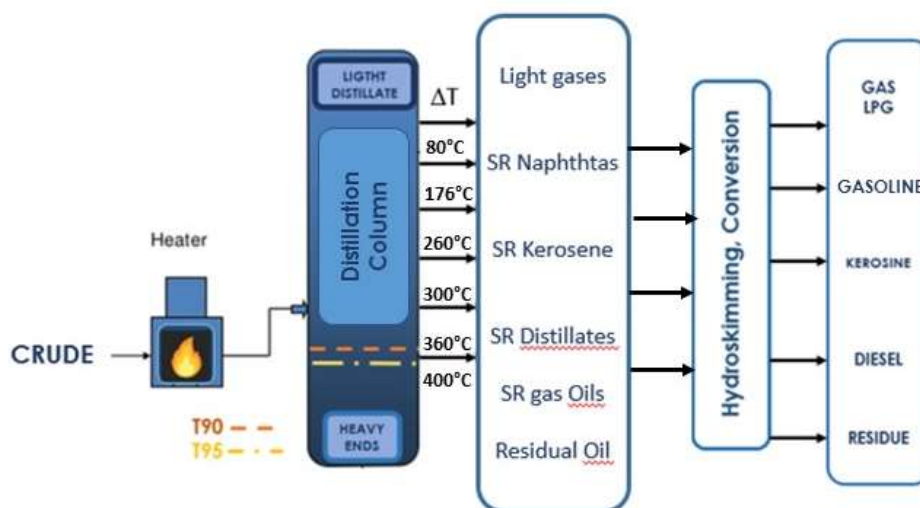 LIGTHT
DISTILLATE
ΔT
80°C
176°C
260°C
300°C
360°C
400°C
Distillation
Column
HEAVY
ENDS
Heater
CRUDE
T90
T95
Light gases
SR Naphthtas
SR Kerosene
SR Distillates
SR gas Oils
Residual Oil
Hydroskimming, Conversion
GAS
LPG
GASOLINE
KEROSINE
DIESEL
RESIDUE